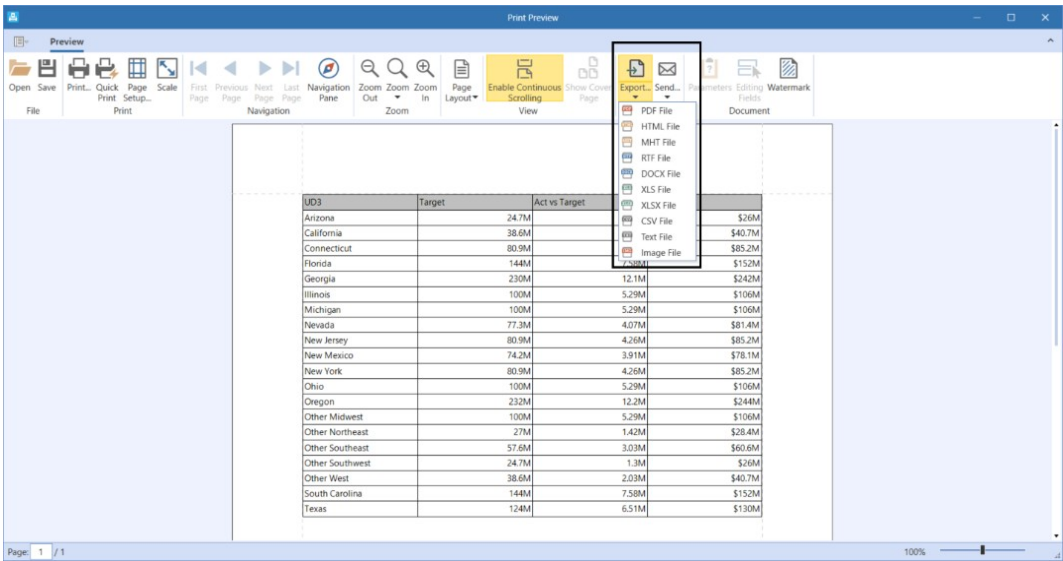 Print Preview
Preview
Open Save Print... Quick Print Page Setup... Scale First Page Previous Page Next Page Last Page Navigation Pane Zoom Out Zoom Zoom In Page Layout Enable Continuous Scrolling Show Cover Page Export... Send... Parameters Editing Fields Watermark
File Print Navigation Zoom View Document
PDF File
HTML File
MHT File
RTF File
DOCX File
XLS File
XLSX File
CSV File
Text File
Image File
UD3 Target Act vs Target
Arizona 24.7M $26M
California 38.6M $40.7M
Connecticut 80.9M $85.2M
Florida 144M 7.58M $152M
Georgia 230M 12.1M $242M
Illinois 100M 5.29M $106M
Michigan 100M 5.29M $106M
Nevada 77.3M 4.07M $81.4M
New Jersey 80.9M 4.26M $85.2M
New Mexico 74.2M 3.91M $78.1M
New York 80.9M 4.26M $85.2M
Ohio 100M 5.29M $106M
Oregon 232M 12.2M $244M
Other Midwest 100M 5.29M $106M
Other Northeast 27M 1.42M $28.4M
Other Southeast 57.6M 3.03M $60.6M
Other Southwest 24.7M 1.3M $26M
Other West 38.6M 2.03M $40.7M
South Carolina 144M 7.58M $152M
Texas 124M 6.51M $130M
Page: 1 / 1 100%